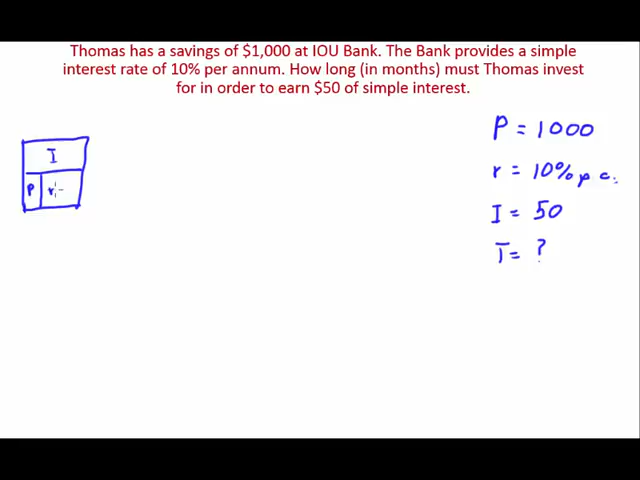 Thomas has a savings of $1,000 at IOU Bank. The Bank provides a simple
interest rate of 10% per annum. How long (in months) must Thomas invest
for in order to earn $50 of simple interest.
P = 1000
I
r = 10% p.a.
P r
I = 50
T = ?